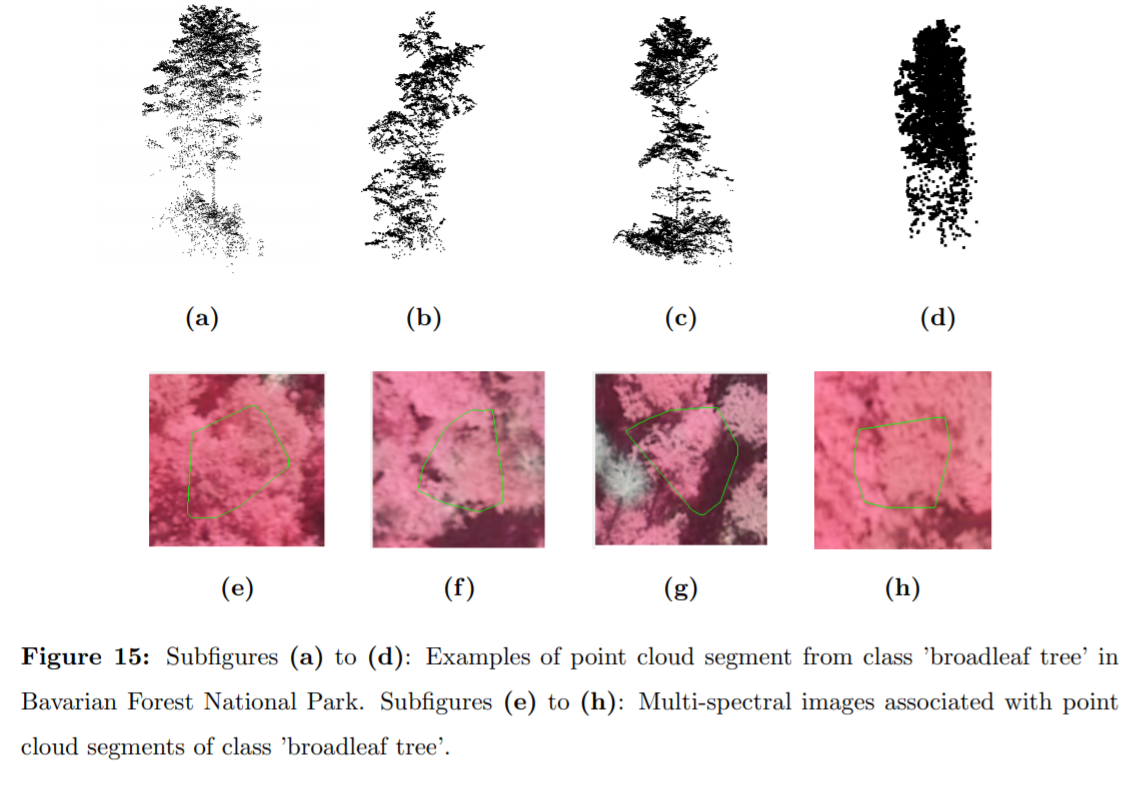 (a) (b) (c) (d)
(e) (f) (g) (h)
Figure 15: Subfigures (a) to (d): Examples of point cloud segment from class 'broadleaf tree' in
Bavarian Forest National Park. Subfigures (e) to (h): Multi-spectral images associated with point
cloud segments of class 'broadleaf tree'.